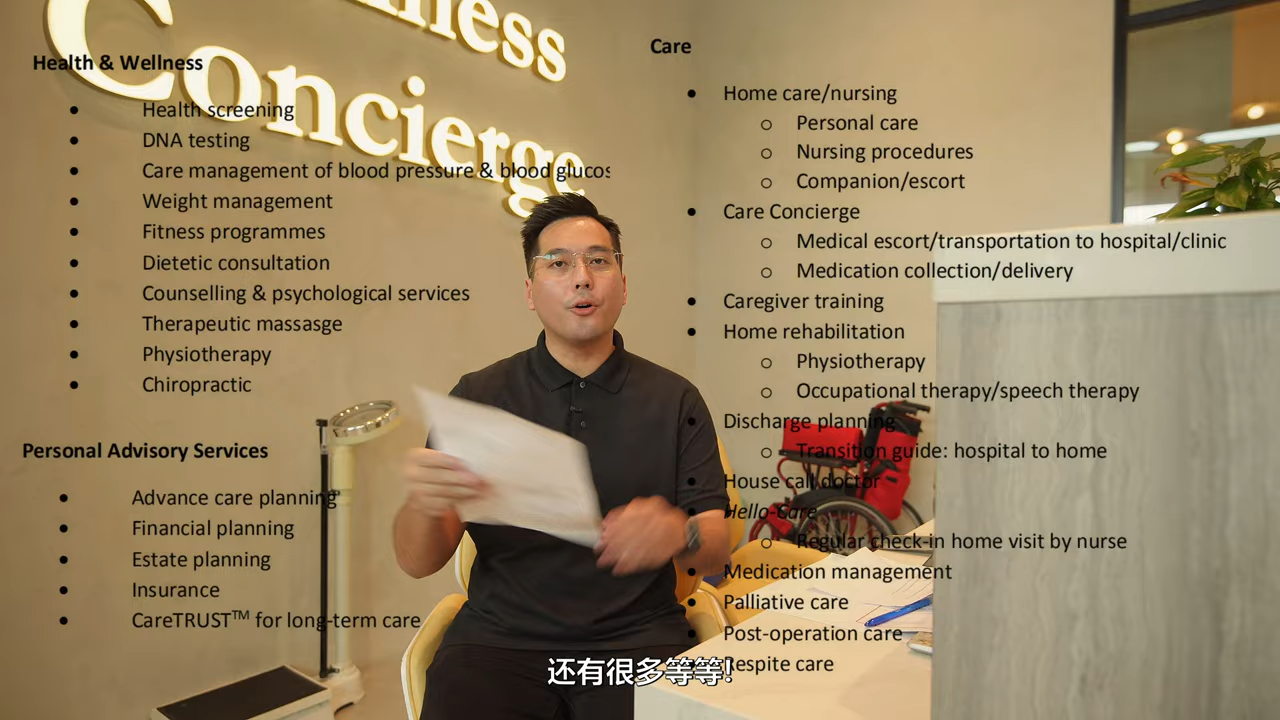 Concierge
Health & Wellness
Health screening
DNA testing
Care management of blood pressure & blood glucos
Weight management
Fitness programmes
Dietetic consultation
Counselling & psychological services
Therapeutic massasge
Physiotherapy
Chiropractic
Personal Advisory Services
Advance care planning
Financial planning
Estate planning
Insurance
CareTRUST™ for long-term care
Care
Home care/nursing
Personal care
Nursing procedures
Companion/escort
Care Concierge
Medical escort/transportation to hospital/clinic
Medication collection/delivery
Caregiver training
Home rehabilitation
Physiotherapy
Occupational therapy/speech therapy
Discharge planning
Transition guide: hospital to home
House call doctor
Hello-Care
Regular check-in home visit by nurse
Medication management
Palliative care
Post-operation care
Respite care
还有很多等等!